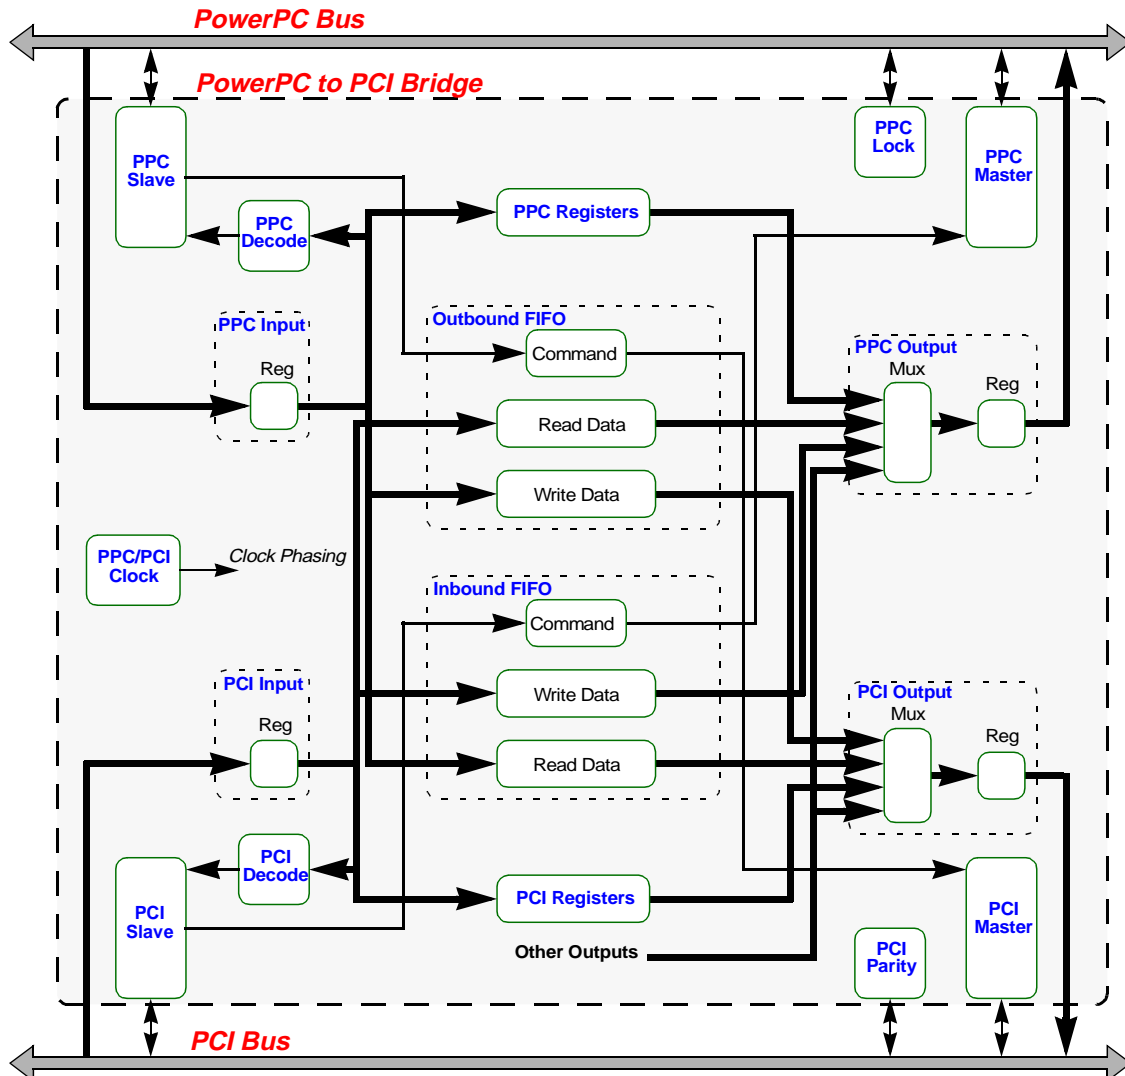 PowerPC Bus
PowerPC to PCI Bridge
PPC
Slave
PPC
Lock
PPC
Master
PPC
Decode
PPC Registers
PPC Input
Reg
Outbound FIFO
Command
Read Data
Write Data
PPC Output
Mux
Reg
PPC/PCI
Clock
Clock Phasing
Inbound FIFO
Command
Write Data
Read Data
PCI Input
Reg
PCI Output
Mux
Reg
PCI
Decode
PCI
Slave
PCI Registers
Other Outputs
PCI
Parity
PCI
Master
PCI Bus